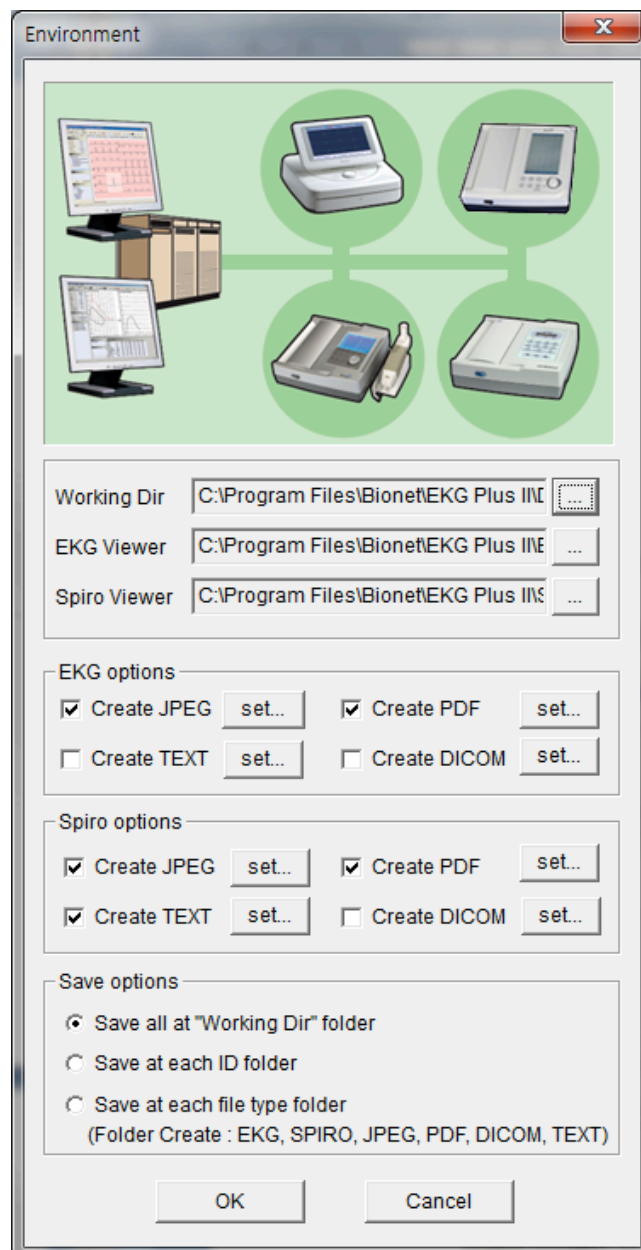 Environment
Working Dir C:\Program Files\Bionet\EKG Plus II\D ...
EKG Viewer C:\Program Files\Bionet\EKG Plus II\E ...
Spiro Viewer C:\Program Files\Bionet\EKG Plus II\S ...
EKG options
Create JPEG set... Create PDF set...
Create TEXT set... Create DICOM set...
Spiro options
Create JPEG set... Create PDF set...
Create TEXT set... Create DICOM set...
Save options
Save all at "Working Dir" folder
Save at each ID folder
Save at each file type folder
(Folder Create : EKG, SPIRO, JPEG, PDF, DICOM, TEXT)
OK Cancel